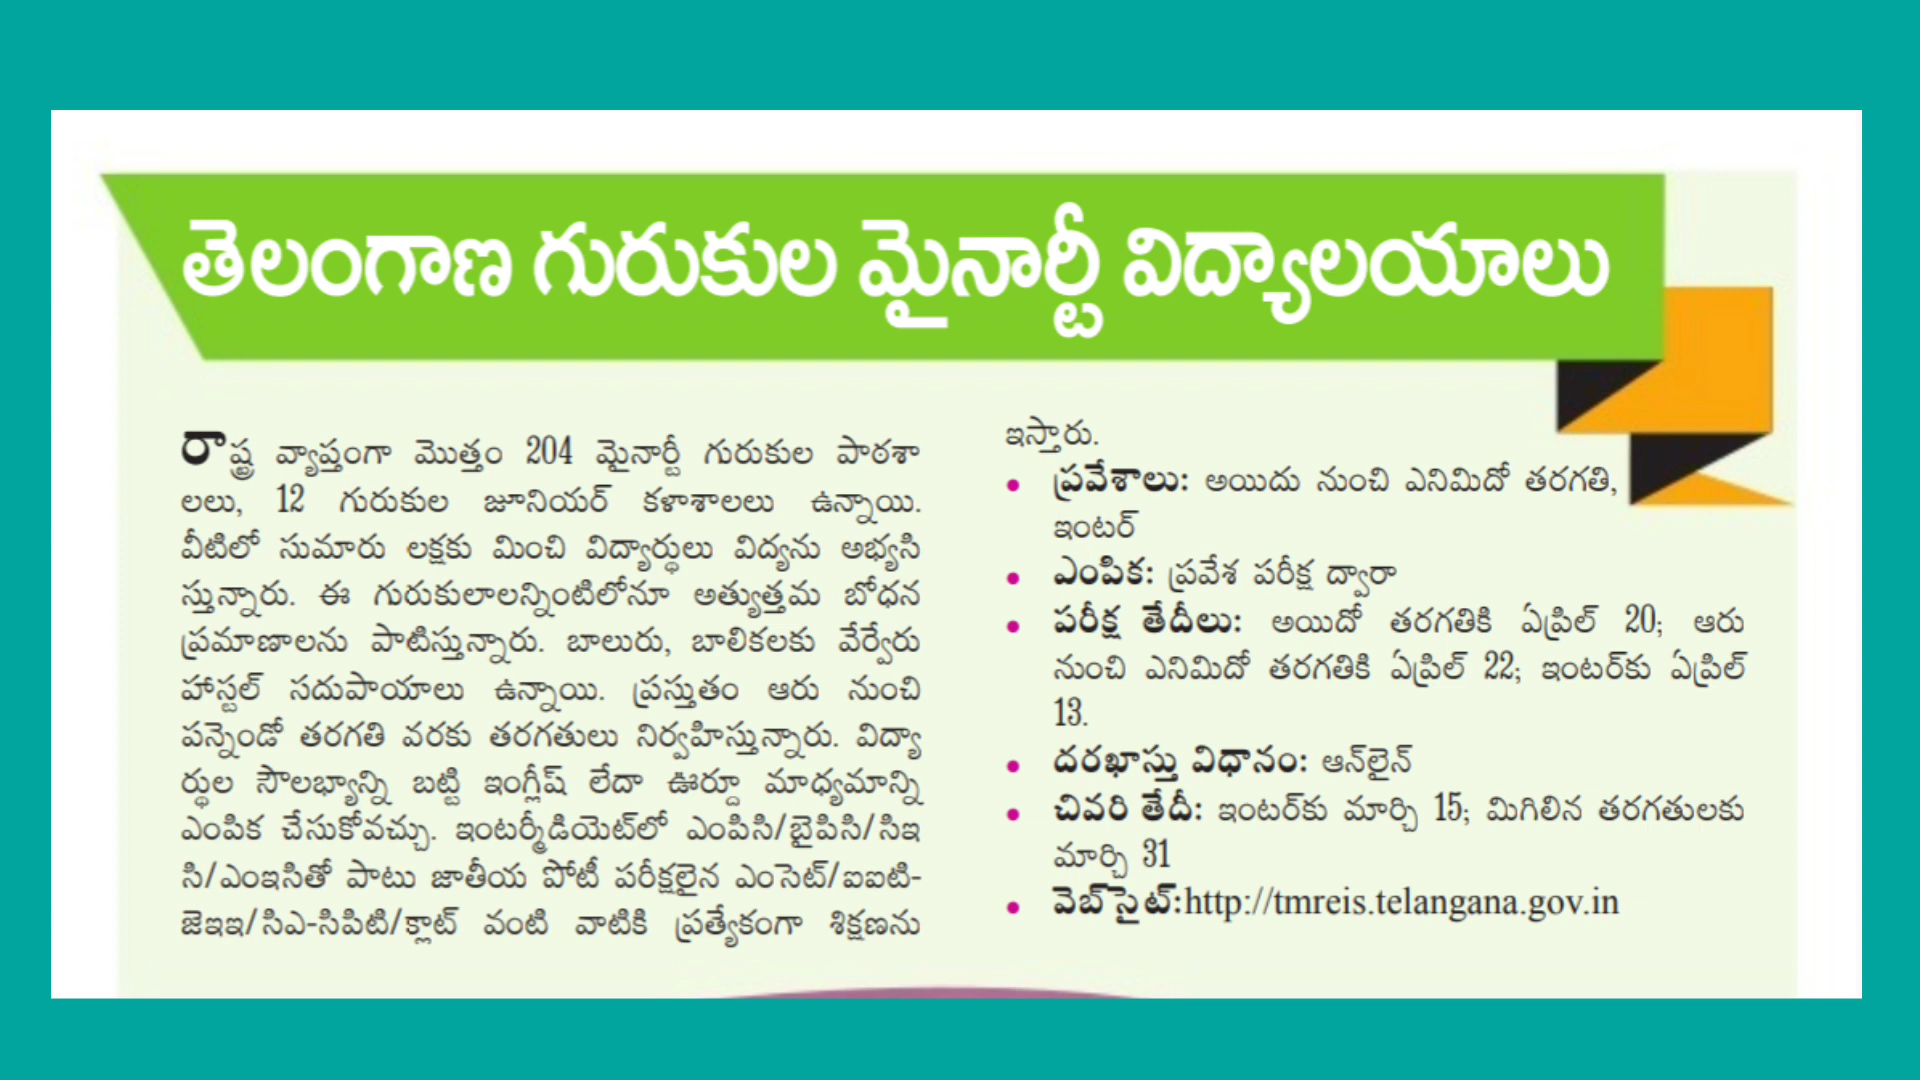 తెలంగాణ గురుకుల మైనార్టీ విద్యాలయాలు
రాష్ట్ర వ్యాప్తంగా మొత్తం 204 మైనార్టీ గురుకుల పాఠశా
లలు, 12 గురుకుల జూనియర్ కళాశాలలు ఉన్నాయి.
వీటిలో సుమారు లక్షకు మించి విద్యార్థులు విద్యను అభ్యసి
స్తున్నారు. ఈ గురుకులాలన్నింటిలోనూ అత్యుత్తమ బోధన
ప్రమాణాలను పాటిస్తున్నారు. బాలురు, బాలికలకు వేర్వేరు
హాస్టల్ సదుపాయాలు ఉన్నాయి. ప్రస్తుతం ఆరు నుంచి
పన్నెండో తరగతి వరకు తరగతులు నిర్వహిస్తున్నారు. విద్యా
ర్థుల సౌలభ్యాన్ని బట్టి ఇంగ్లీష్ లేదా ఊర్దూ మాధ్యమాన్ని
ఎంపిక చేసుకోవచ్చు. ఇంటర్మీడియెట్‌లో ఎంపిసి/బైపిసి/సిఇ
సి/ఎంఇసితో పాటు జాతీయ పోటీ పరీక్షలైన ఎంసెట్/ఐఐటి-
జెఇఇ/సిఎ-సిపిటి/క్లాట్ వంటి వాటికి ప్రత్యేకంగా శిక్షణను
ఇస్తారు.
• ప్రవేశాలు: అయిదు నుంచి ఎనిమిదో తరగతి,
ఇంటర్
• ఎంపిక: ప్రవేశ పరీక్ష ద్వారా
• పరీక్ష తేదీలు: అయిదో తరగతికి ఏప్రిల్ 20; ఆరు
నుంచి ఎనిమిదో తరగతికి ఏప్రిల్ 22; ఇంటర్‌కు ఏప్రిల్
13.
• దరఖాస్తు విధానం: ఆన్‌లైన్
• చివరి తేదీ: ఇంటర్‌కు మార్చి 15; మిగిలిన తరగతులకు
మార్చి 31
• వెబ్‌సైట్:http://tmreis.telangana.gov.in